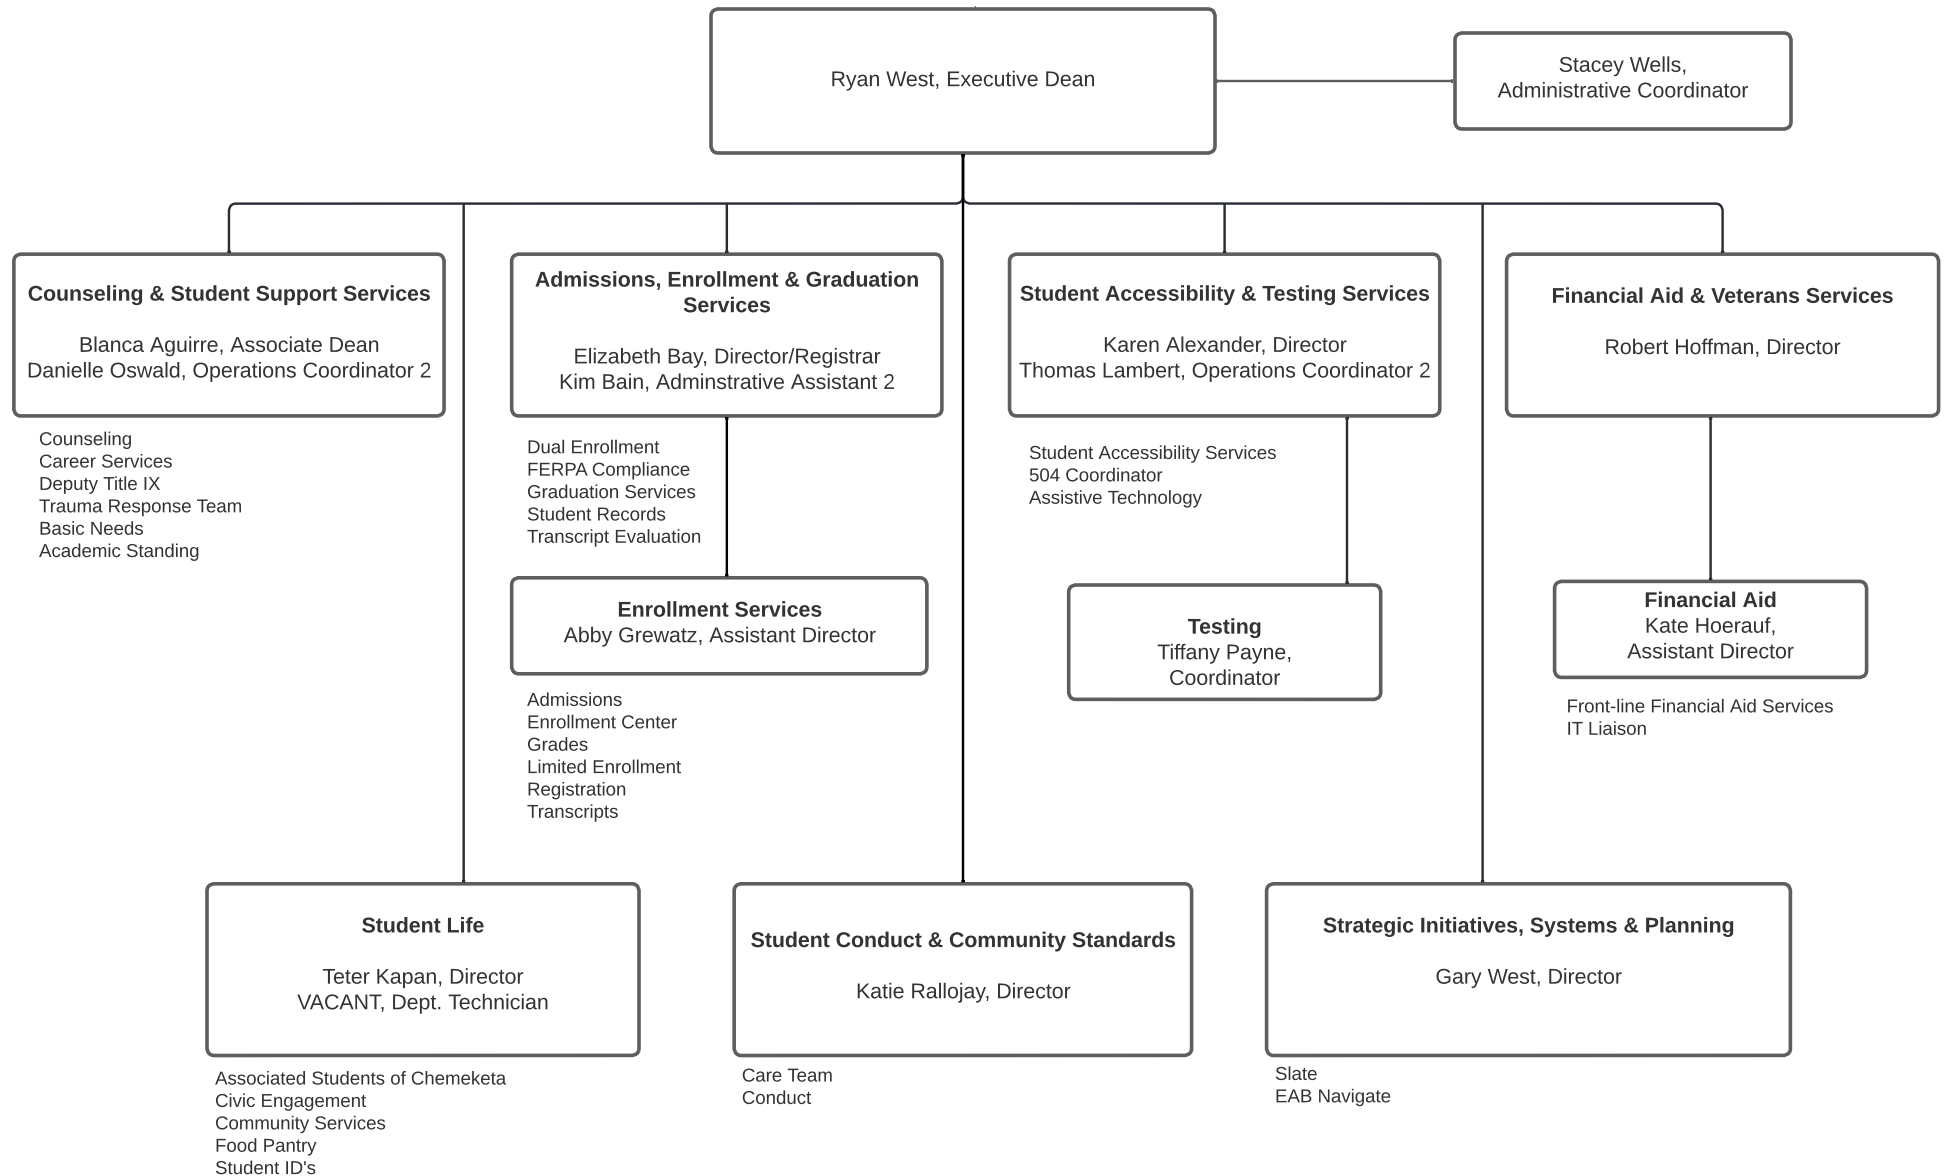 Ryan West, Executive Dean
Stacey Wells,
Administrative Coordinator
Counseling & Student Support Services
Blanca Aguirre, Associate Dean
Danielle Oswald, Operations Coordinator 2
Counseling
Career Services
Deputy Title IX
Trauma Response Team
Basic Needs
Academic Standing
Admissions, Enrollment & Graduation
Services
Elizabeth Bay, Director/Registrar
Kim Bain, Adminstrative Assistant 2
Dual Enrollment
FERPA Compliance
Graduation Services
Student Records
Transcript Evaluation
Enrollment Services
Abby Grewatz, Assistant Director
Admissions
Enrollment Center
Grades
Limited Enrollment
Registration
Transcripts
Student Accessibility & Testing Services
Karen Alexander, Director
Thomas Lambert, Operations Coordinator 2
Student Accessibility Services
504 Coordinator
Assistive Technology
Testing
Tiffany Payne,
Coordinator
Financial Aid & Veterans Services
Robert Hoffman, Director
Financial Aid
Kate Hoerauf,
Assistant Director
Front-line Financial Aid Services
IT Liaison
Student Life
Teter Kapan, Director
VACANT, Dept. Technician
Associated Students of Chemeketa
Civic Engagement
Community Services
Food Pantry
Student ID's
Student Conduct & Community Standards
Katie Rallojay, Director
Care Team
Conduct
Strategic Initiatives, Systems & Planning
Gary West, Director
Slate
EAB Navigate